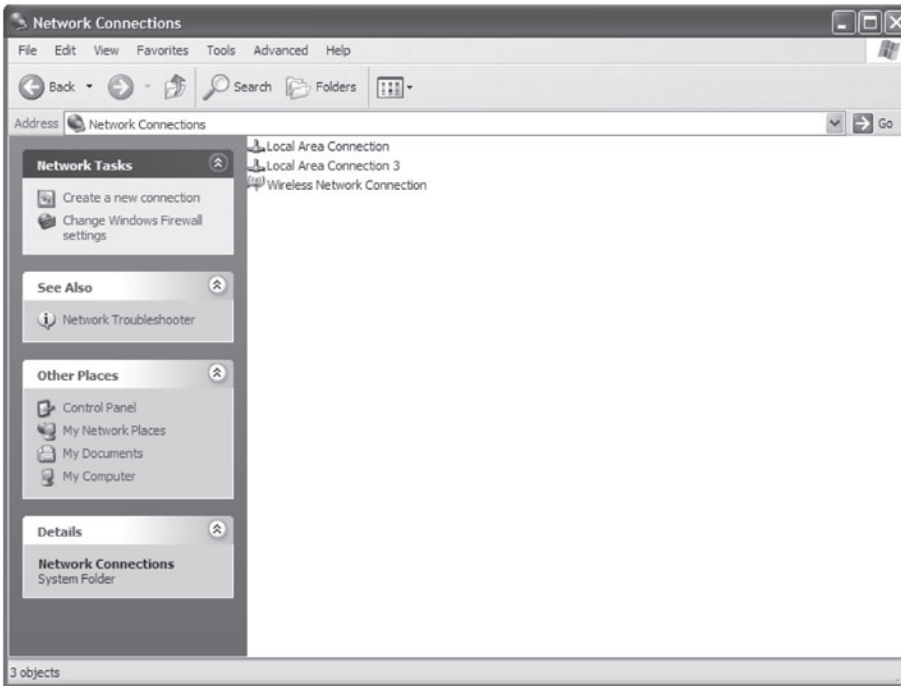 Network Connections
File Edit View Favorites Tools Advanced Help
Back Search Folders
Address Network Connections Go
Network Tasks
Create a new connection
Change Windows Firewall
settings
See Also
Network Troubleshooter
Other Places
Control Panel
My Network Places
My Documents
My Computer
Details
Network Connections
System Folder
Local Area Connection
Local Area Connection 3
Wireless Network Connection
3 objects